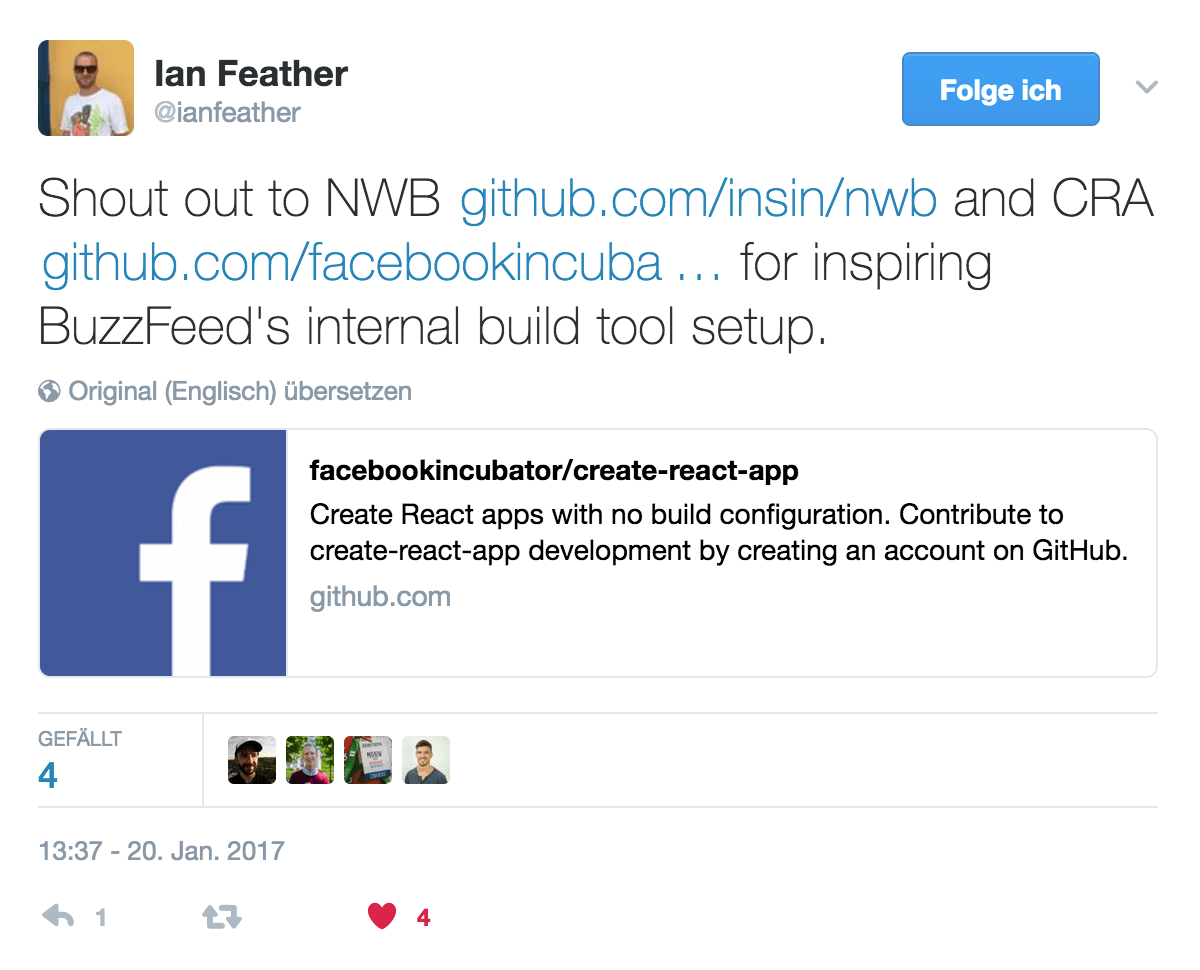 Ian Feather
@ianfeather
Folge ich
Shout out to NWB github.com/insin/nwb and CRA
github.com/facebookincuba … for inspiring
BuzzFeed's internal build tool setup.
Original (Englisch) übersetzen
facebookincubator/create-react-app
Create React apps with no build configuration. Contribute to
create-react-app development by creating an account on GitHub.
github.com
GEFÄLLT
4
13:37 - 20. Jan. 2017
1
4